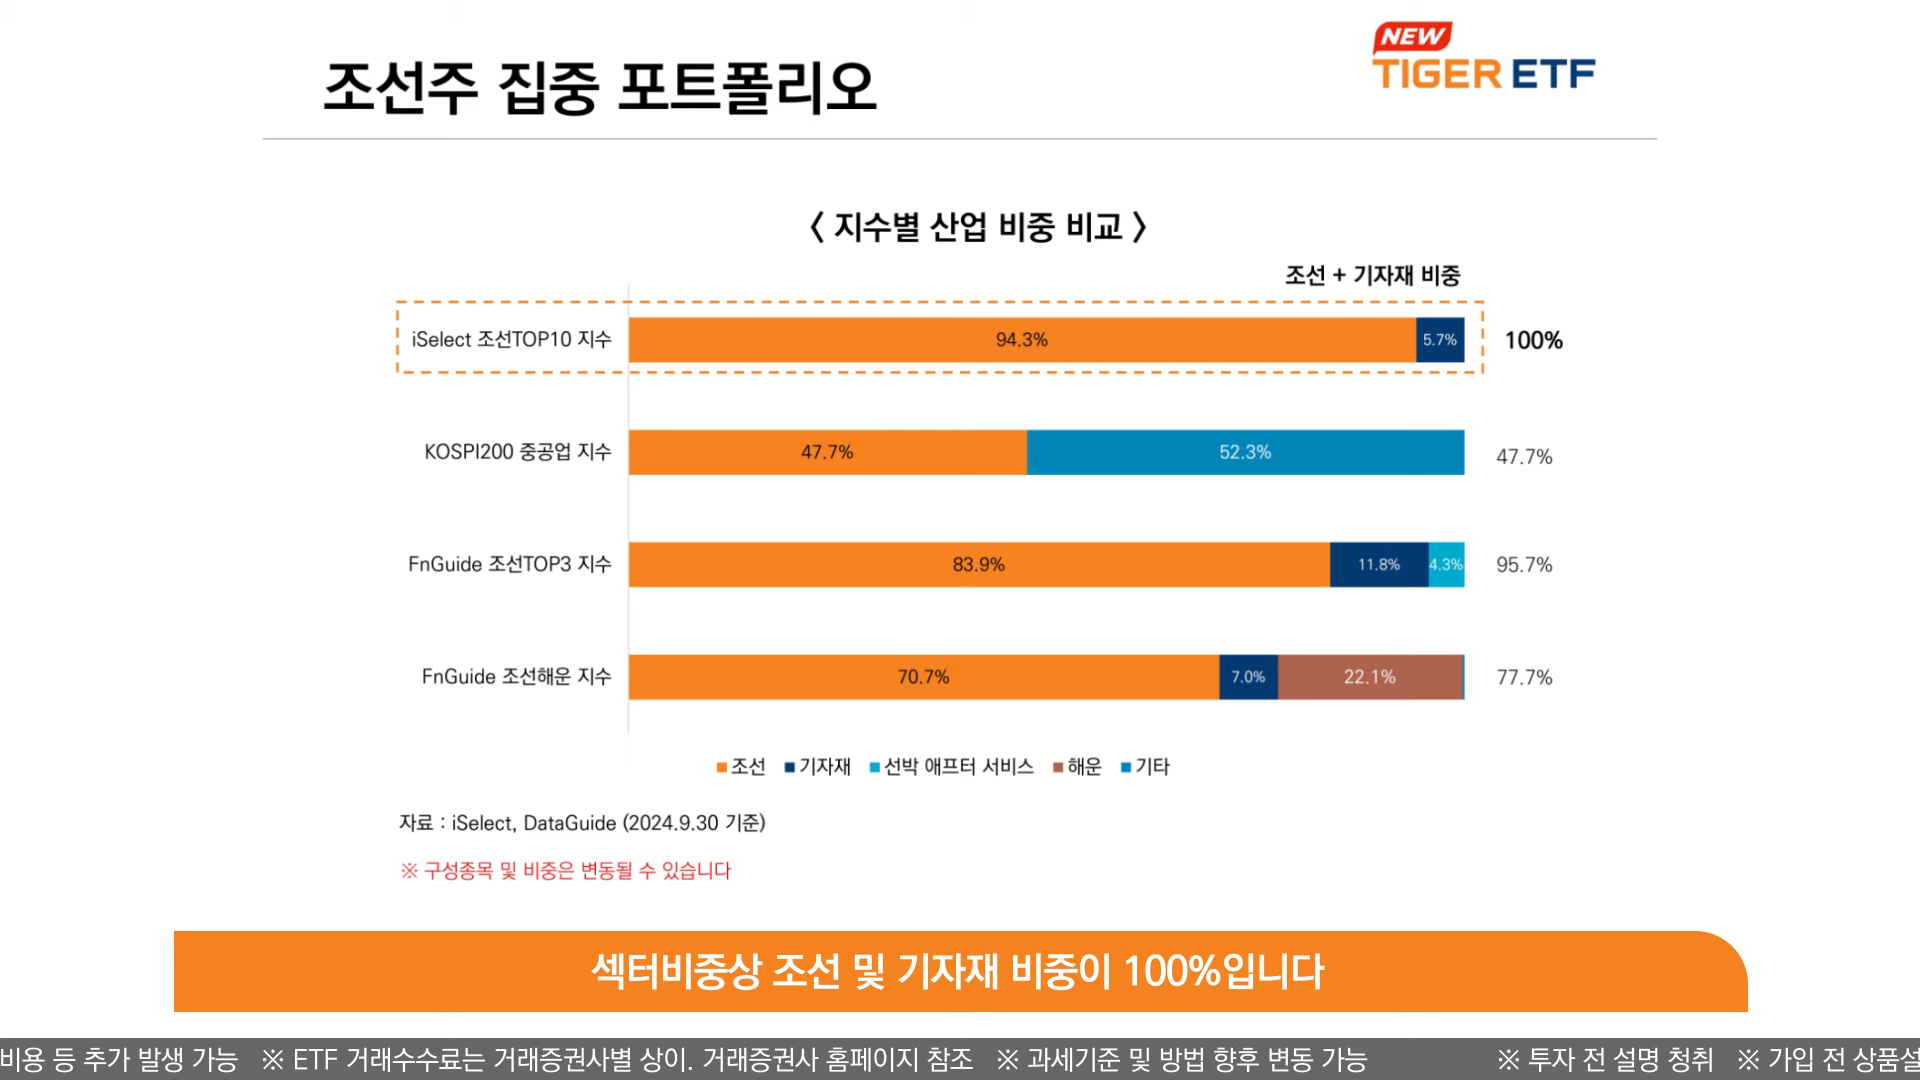 조선주 집중 포트폴리오
NEW
TIGER ETF
〈 지수별 산업 비중 비교 〉
조선 + 기자재 비중
iSelect 조선TOP10 지수 94.3% 5.7% 100%
KOSPI200 중공업 지수 47.7% 52.3% 47.7%
FnGuide 조선TOP3 지수 83.9% 11.8% 4.3% 95.7%
FnGuide 조선해운 지수 70.7% 7.0% 22.1% 77.7%
조선 기자재 선박 애프터 서비스 해운 기타
자료 : iSelect, DataGuide (2024.9.30 기준)
※ 구성종목 및 비중은 변동될 수 있습니다
섹터비중상 조선 및 기자재 비중이 100%입니다
비용 등 추가 발생 가능 ※ ETF 거래수수료는 거래증권사별 상이. 거래증권사 홈페이지 참조 ※ 과세기준 및 방법 향후 변동 가능 ※ 투자 전 설명 청취 ※ 가입 전 상품설